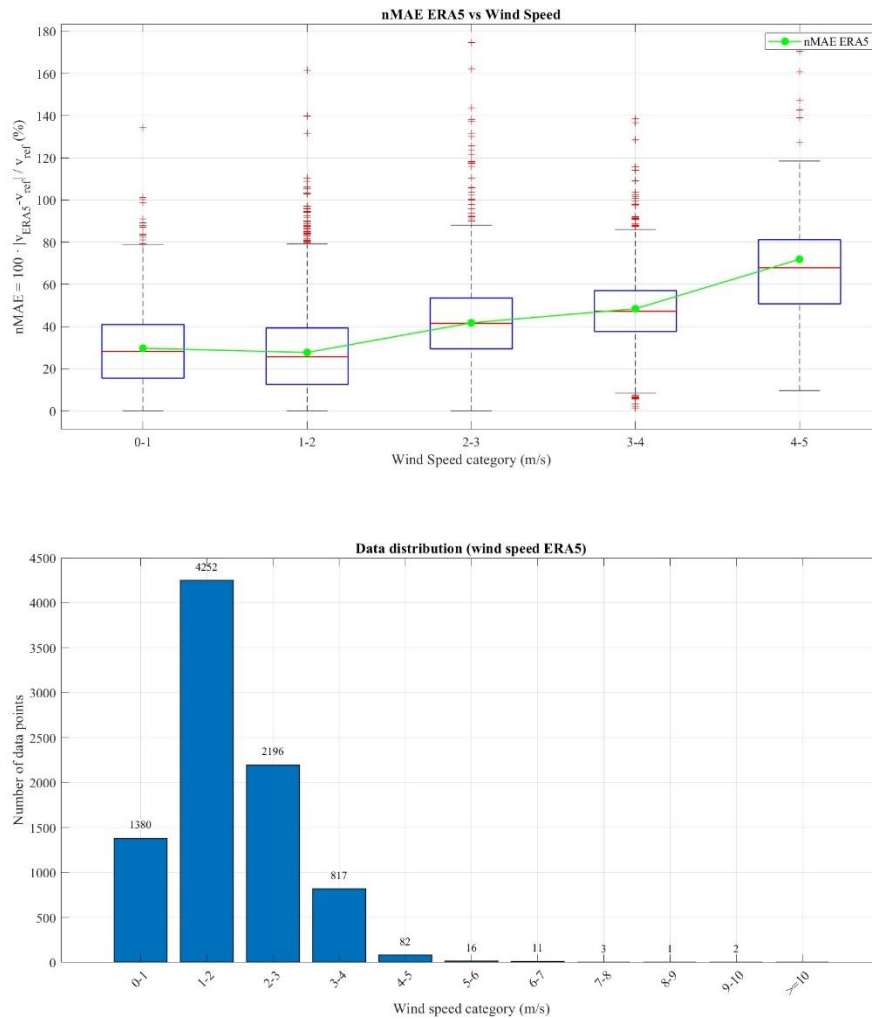 nMAE ERA5 vs Wind Speed
nMAE ERA5
nMAE = 100 · |v_ERA5-v_ref| / v_ref (%)
180
160
140
120
100
80
60
40
20
0
0-1 1-2 2-3 3-4 4-5
Wind Speed category (m/s)
Data distribution (wind speed ERA5)
Number of data points
4500
4000
3500
3000
2500
2000
1500
1000
500
0
1380 4252 2196 817 82 16 11 3 1 2
0-1 1-2 2-3 3-4 4-5 5-6 6-7 7-8 8-9 9-10 >=10
Wind speed category (m/s)